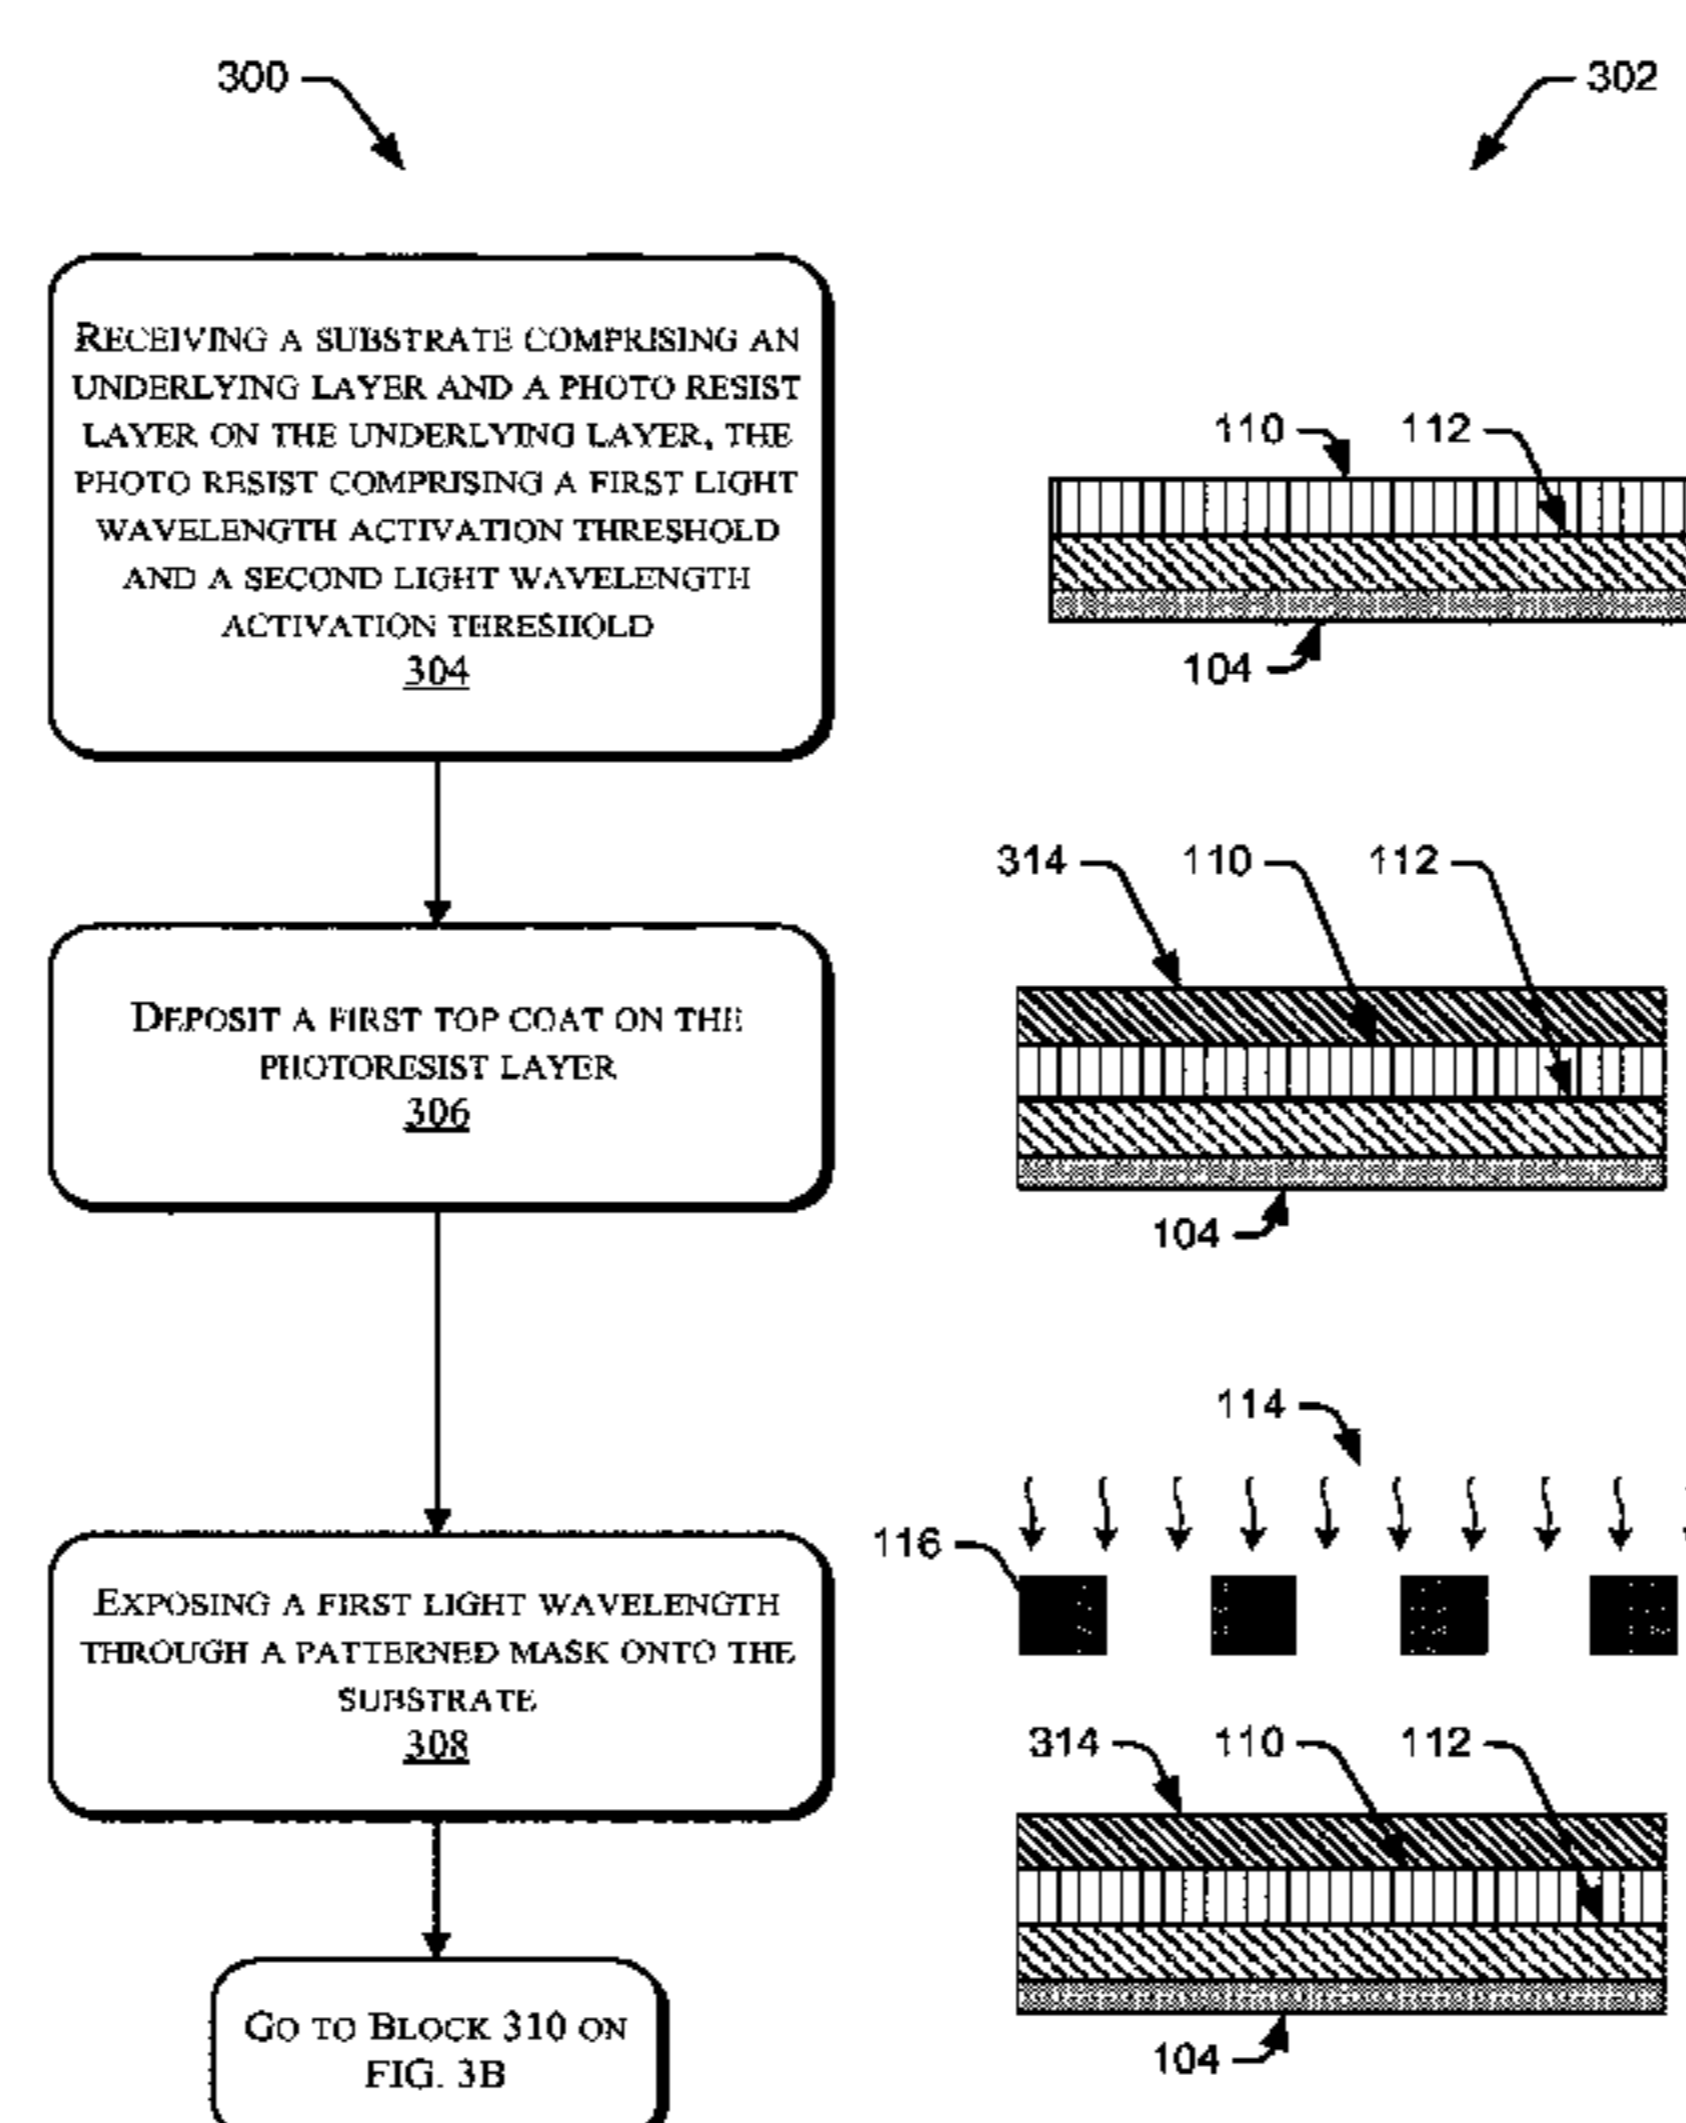 300
302
RECEIVING A SUBSTRATE COMPRISING AN
UNDERLYING LAYER AND A PHOTO RESIST
LAYER ON THE UNDERLYING LAYER, THE
PHOTO RESIST COMPRISING A FIRST LIGHT
WAVELENGTH ACTIVATION THRESHOLD
AND A SECOND LIGHT WAVELENGTH
ACTIVATION THRESHOLD
304
110 112
104
314 110 112
DEPOSIT A FIRST TOP COAT ON THE
PHOTORESIST LAYER
306
104
114
116
EXPOSING A FIRST LIGHT WAVELENGTH
THROUGH A PATTERNED MASK ONTO THE
SUBSTRATE
308
314 110 112
104
GO TO BLOCK 310 ON
FIG. 3B